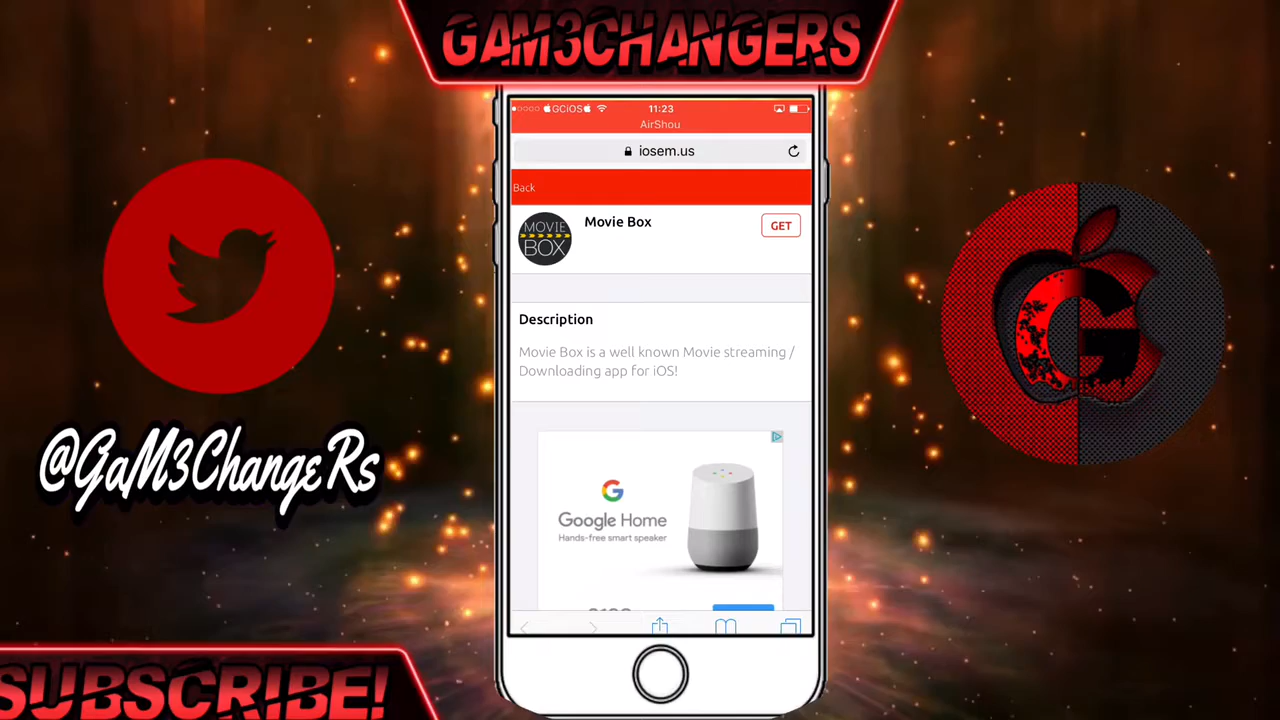 GAM3CHANGERS
GCiOS
11:23
AirShou
iosem.us
Back
MOVIE
BOX
Movie Box
GET
Description
Movie Box is a well known Movie streaming /
Downloading app for iOS!
G
Google Home
Hands-free smart speaker
@GaM3ChangeRs
G
SUBSCRIBE!